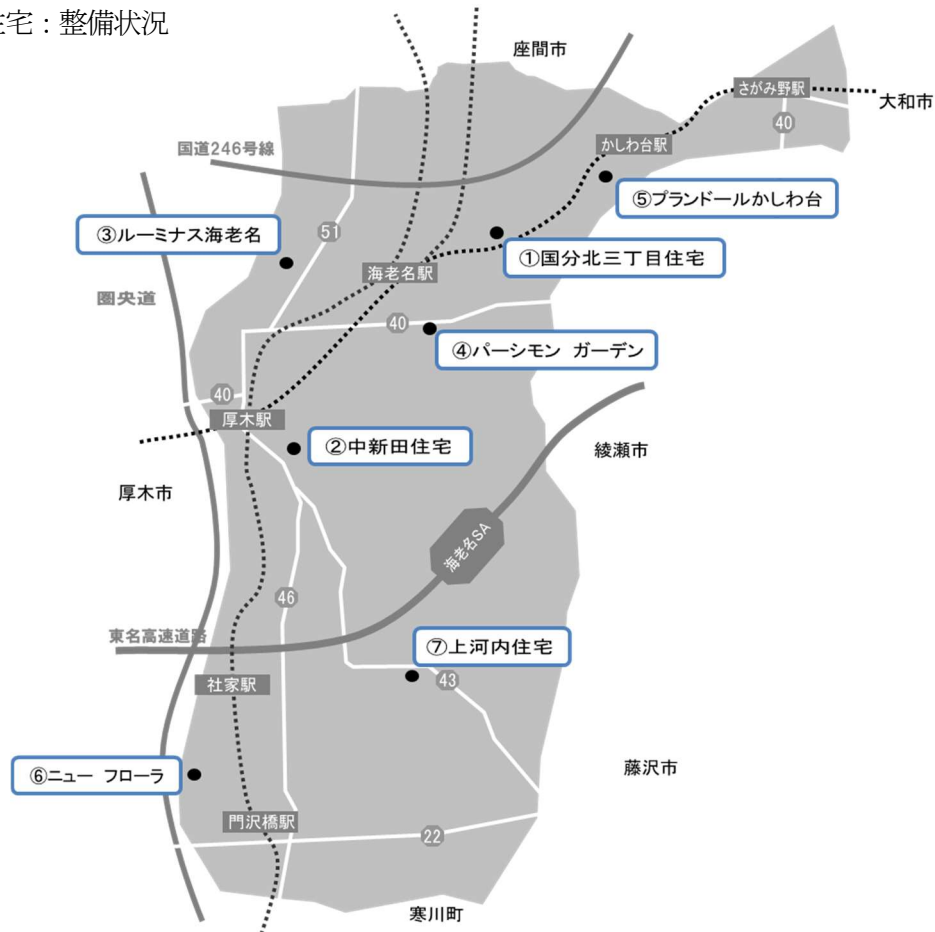 宅：整備状況
座間市
さがみ野駅
大和市
40
国道246号線
かしわ台駅
⑤プランドールかしわ台
③ルーミナス海老名
51
①国分北三丁目住宅
海老名駅
圏央道
40
④パーシモン ガーデン
40
厚木駅
②中新田住宅
綾瀬市
厚木市
海老名SA
46
東名高速道路
⑦上河内住宅
社家駅
43
藤沢市
⑥ニュー フローラ
門沢橋駅
22
寒川町